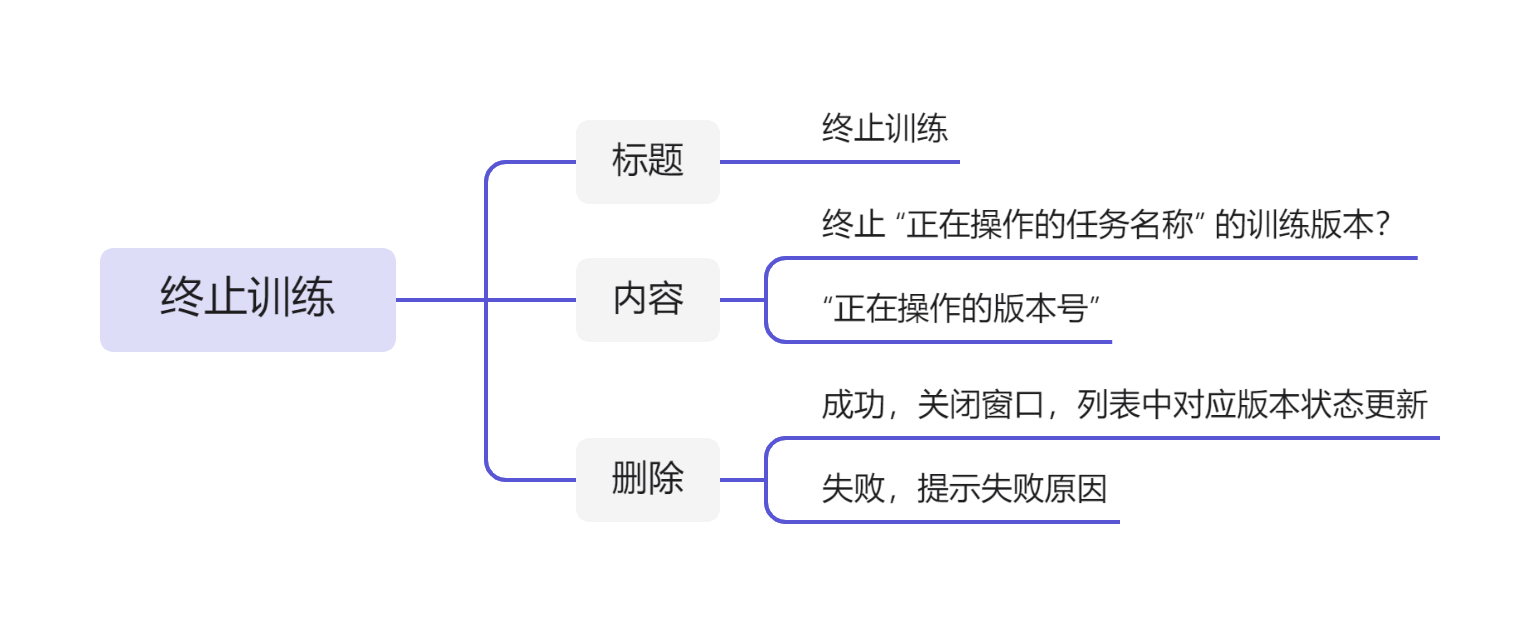 终止训练
标题
终止训练
内容
终止 “正在操作的任务名称” 的训练版本？
“正在操作的版本号”
删除
成功，关闭窗口，列表中对应版本状态更新
失败，提示失败原因